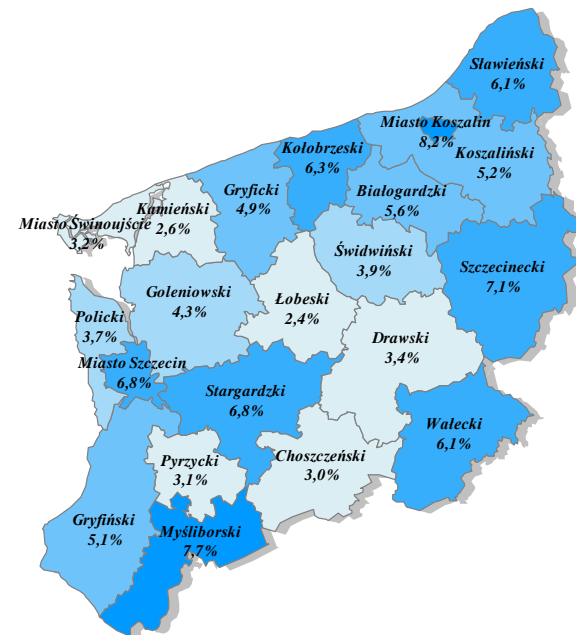 Sławieński
6,1%
Miasto Koszalin
8,2%
Kołobrzeski
6,3%
Koszaliński
5,2%
Gryficki
4,9%
Białogardzki
5,6%
Kamieński
2,6%
Miasto Świnoujście
3,2%
Świdwiński
3,9%
Szczecinecki
7,1%
Goleniowski
4,3%
Łobeski
2,4%
Policki
3,7%
Drawski
3,4%
Miasto Szczecin
6,8%
Stargardzki
6,8%
Wałecki
6,1%
Pyrzycki
3,1%
Choszczeński
3,0%
Gryfiński
5,1%
Myśliborski
7,7%